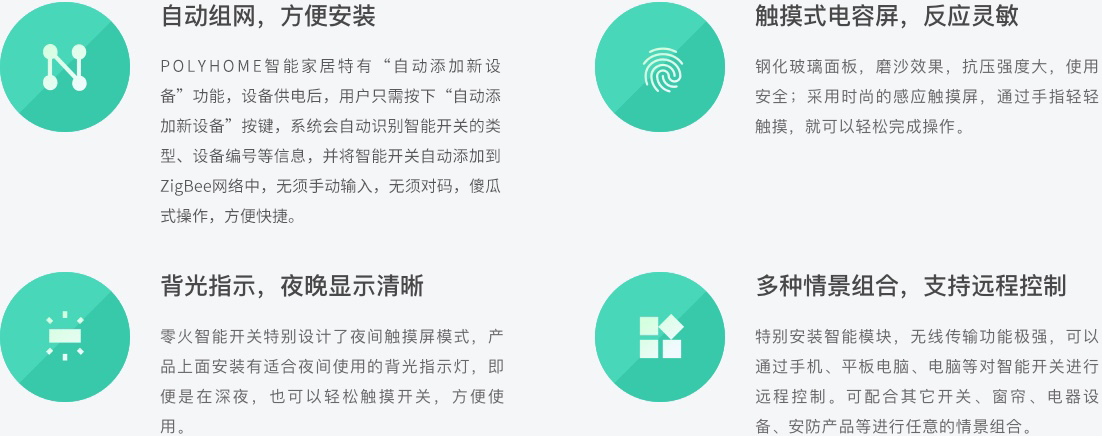 自动组网，方便安装
POLYHOME智能家居特有“自动添加新设
备”功能，设备供电后，用户只需按下“自动添
加新设备”按键，系统会自动识别智能开关的类
型、设备编号等信息，并将智能开关自动添加到
ZigBee网络中，无须手动输入，无须对码，傻瓜
式操作，方便快捷。
触摸式电容屏，反应灵敏
钢化玻璃面板，磨沙效果，抗压强度大，使用
安全；采用时尚的感应触摸屏，通过手指轻轻
触摸，就可以轻松完成操作。
背光指示，夜晚显示清晰
零火智能开关特别设计了夜间触摸屏模式，产
品上面安装有适合夜间使用的背光指示灯，即
便是在深夜，也可以轻松触摸开关，方便使
用。
多种情景组合，支持远程控制
特别安装智能模块，无线传输功能极强，可以
通过手机、平板电脑、电脑等对智能开关进行
远程控制。可配合其它开关、窗帘、电器设
备、安防产品等进行任意的情景组合。